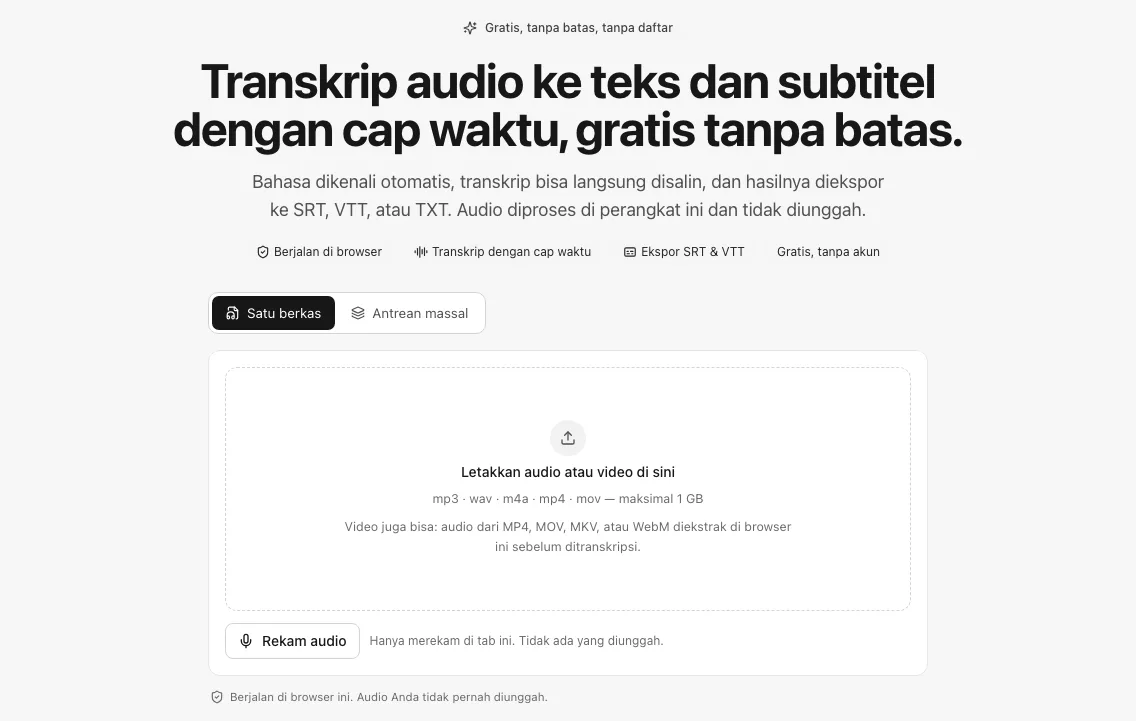 Gratis, tanpa batas, tanpa daftar
Transkrip audio ke teks dan subtitel
dengan cap waktu, gratis tanpa batas.
Bahasa dikenali otomatis, transkrip bisa langsung disalin, dan hasilnya diekspor
ke SRT, VTT, atau TXT. Audio diproses di perangkat ini dan tidak diunggah.
Berjalan di browser
Transkrip dengan cap waktu
Ekspor SRT & VTT
Gratis, tanpa akun
Satu berkas
Antrean massal
Letakkan audio atau video di sini
mp3 · wav · m4a · mp4 · mov — maksimal 1 GB
Video juga bisa: audio dari MP4, MOV, MKV, atau WebM diekstrak di browser
ini sebelum ditranskripsi.
Rekam audio
Hanya merekam di tab ini. Tidak ada yang diunggah.
Berjalan di browser ini. Audio Anda tidak pernah diunggah.